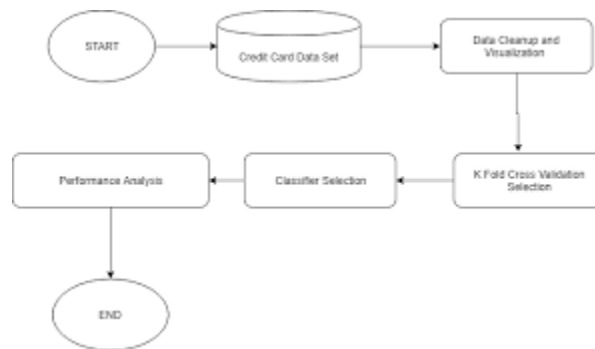 START
Credit Card Data Set
Data Cleanup and
Visualization
Performance Analysis
Classifier Selection
K Fold Cross Validation
Selection
END